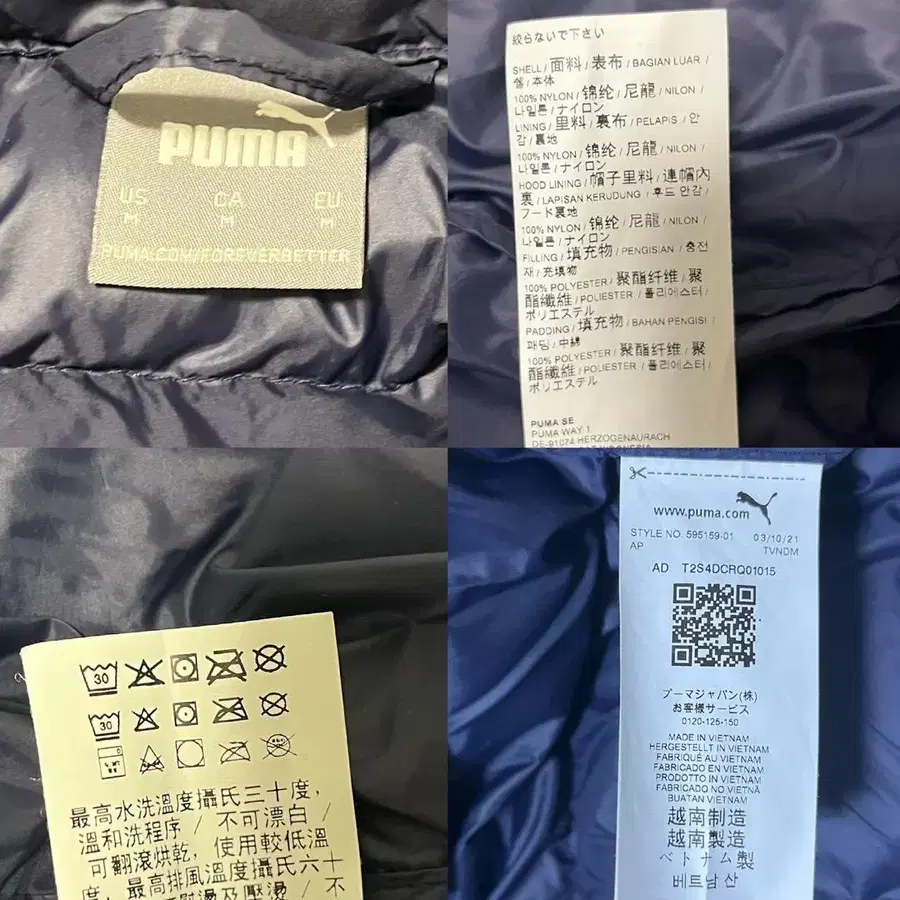 PUMA
US CA EU
M M M
PUMA.COM/FOREVERBETTER
絞らないで下さい
SHELL / 面料 / 表布 / BAGIAN LUAR /
쉘 / 本体
100% NYLON / 锦纶 / 尼龍 / NILON /
나일론 / ナイロン
LINING / 里料 / 裏布 / PELAPIS / 안
감 / 裏地
100% NYLON / 锦纶 / 尼龍 / NILON /
나일론 / ナイロン
HOOD LINING / 帽子里料 / 連帽內
裏 / LAPISAN KERUDUNG / 후드 안감 /
フード裏地
100% NYLON / 锦纶 / 尼龍 / NILON /
나일론 / ナイロン
FILLING / 填充物 / PENGISIAN / 충전
재 / 充填物
100% POLYESTER / 聚酯纤维 / 聚
酯纖維 / POLIESTER / 폴리에스터 /
ポリエステル
PADDING / 填充物 / BAHAN PENGISI /
패딩 / 中綿
100% POLYESTER / 聚酯纤维 / 聚
酯纖維 / POLIESTER / 폴리에스터 /
ポリエステル
PUMA SE
PUMA WAY 1
DE-91074 HERZOGENAURACH
30
30
最高水洗溫度攝氏三十度,
溫和洗程序 / 不可漂白 /
可翻滾烘乾, 使用較低溫
度, 最高排風溫度攝氏六十
www.puma.com
STYLE NO. 595159-01 03/10/21
AP TVNDM
AD T2S4DCRQ01015
プーマジャパン(株)
お客様サービス
0120-125-150
MADE IN VIETNAM
HERGESTELLT IN VIETNAM
FABRIQUÉ AU VIETNAM
FABRICADO EN VIETNAM
PRODOTTO IN VIETNAM
FABRICADO NO VIETNÃ
BUATAN VIETNAM
越南制造
越南製造
ベトナム製
베트남 산